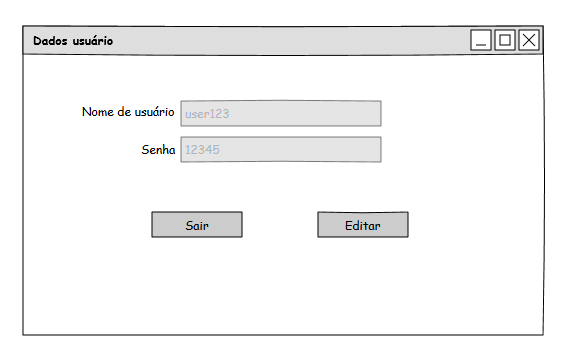 Dados usuário
Nome de usuário user123
Senha 12345
Sair Editar